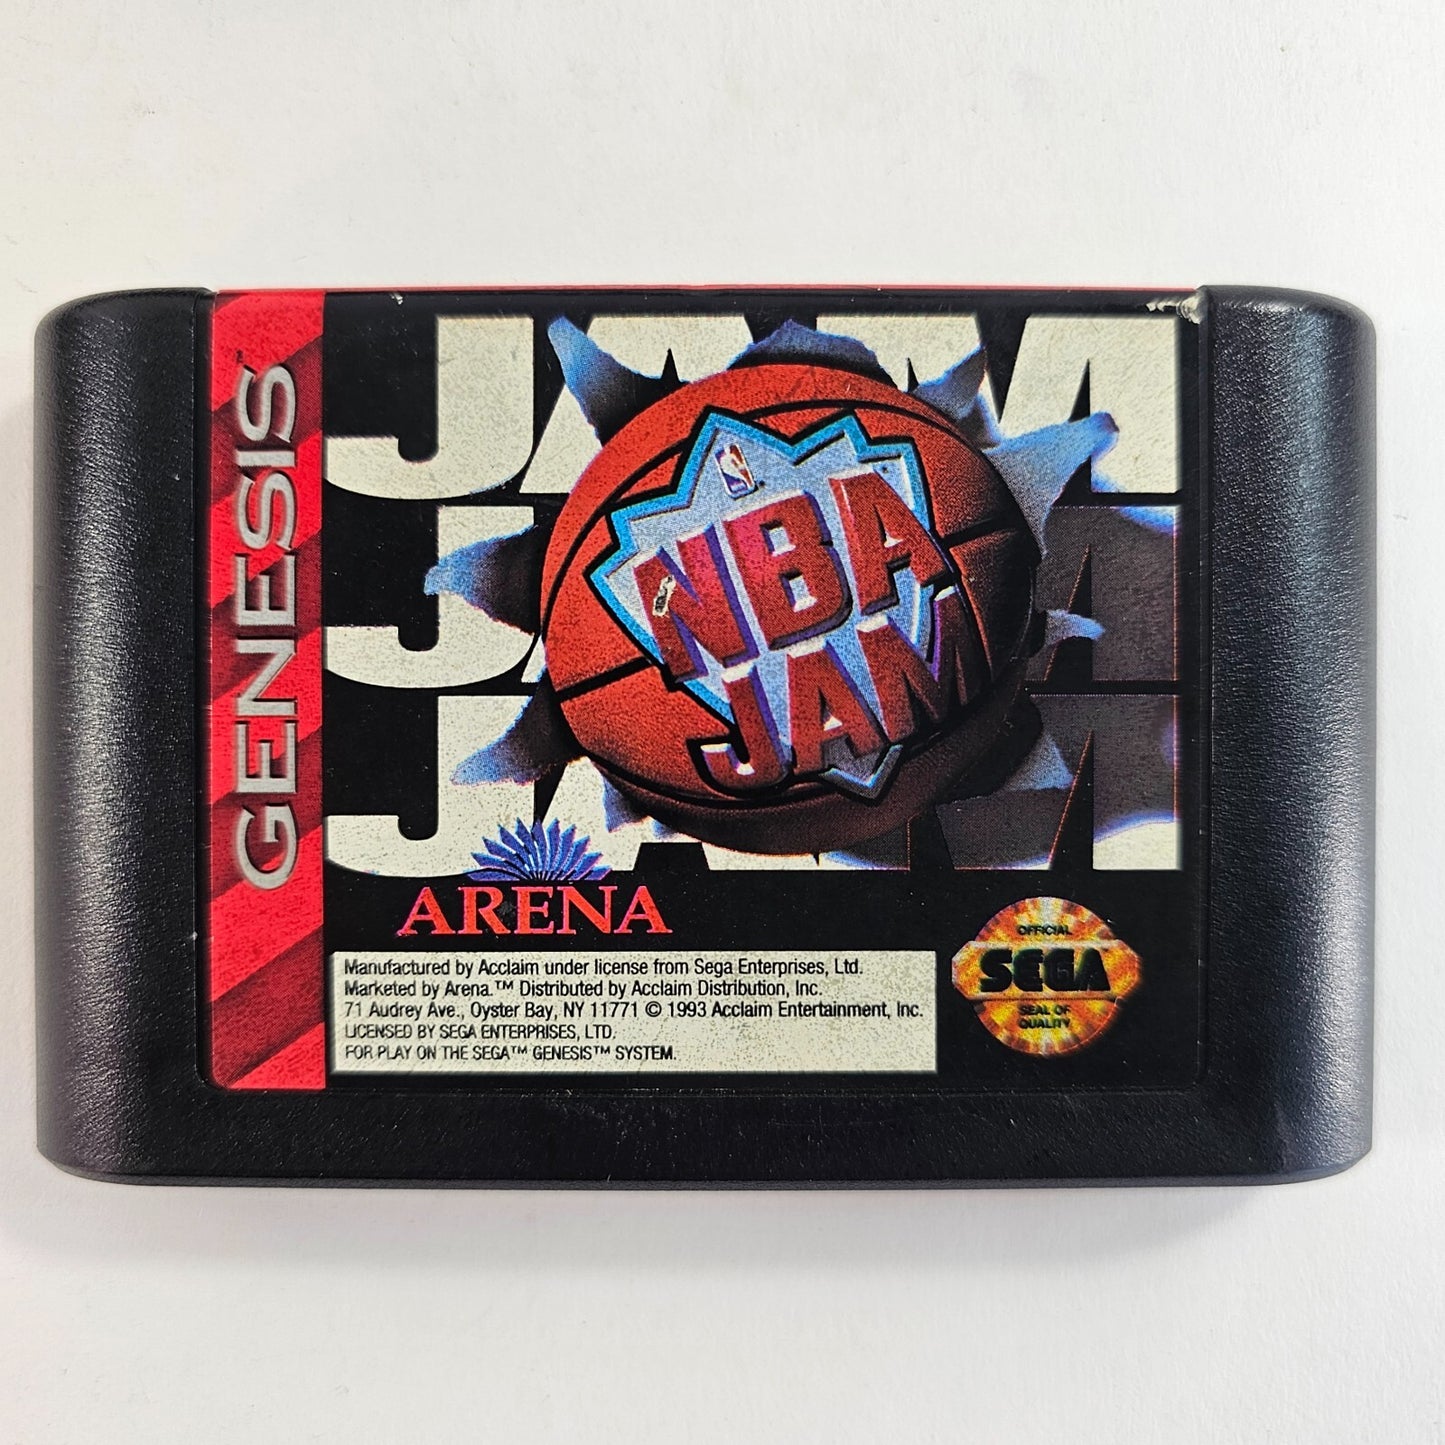 GENESIS™
JAM
JAM
JAM
NBA
JAM
ARENA
Manufactured by Acclaim under license from Sega Enterprises, Ltd.
Marketed by Arena.™ Distributed by Acclaim Distribution, Inc.
71 Audrey Ave., Oyster Bay, NY 11771 © 1993 Acclaim Entertainment, Inc.
LICENSED BY SEGA ENTERPRISES, LTD.
FOR PLAY ON THE SEGA™ GENESIS™ SYSTEM.
OFFICIAL
SEGA
SEAL OF
QUALITY